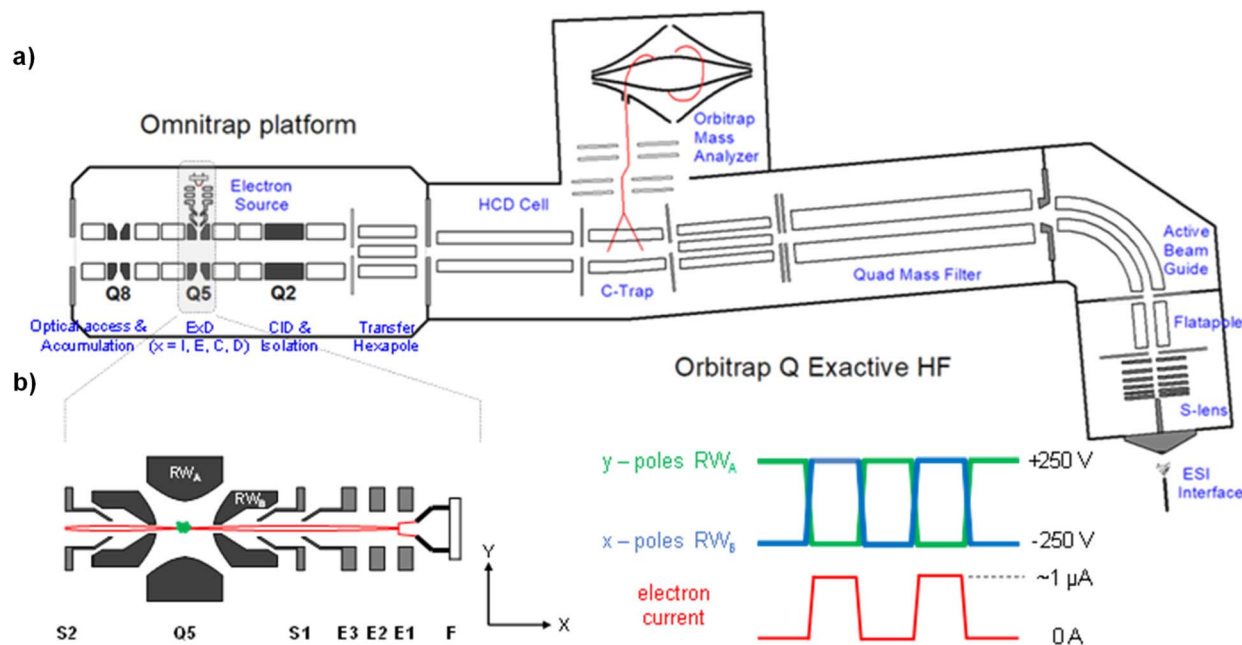 a)
Omnitrap platform
Electron
Source
Q8
Q5
Q2
Optical access &
Accumulation
ExD
(x = I, E, C, D)
CID &
Isolation
Transfer
Hexapole
HCD Cell
Orbitrap
Mass
Analyzer
C-Trap
Quad Mass Filter
Active
Beam
Guide
Flatapole
S-lens
ESI
Interface
Orbitrap Q Exactive HF
b)
RWA
RWB
Y
X
S2
Q5
S1
E3
E2
E1
F
y – poles RWA
+250 V
x – poles RWB
-250 V
electron
current
~1 µA
0 A